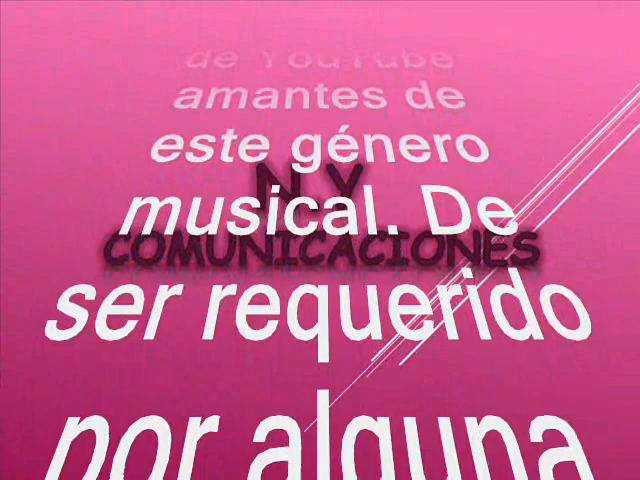 de YouTube
amantes de
este género
musical. De
ser requerido
por alguna
N Y
COMUNICACIONES